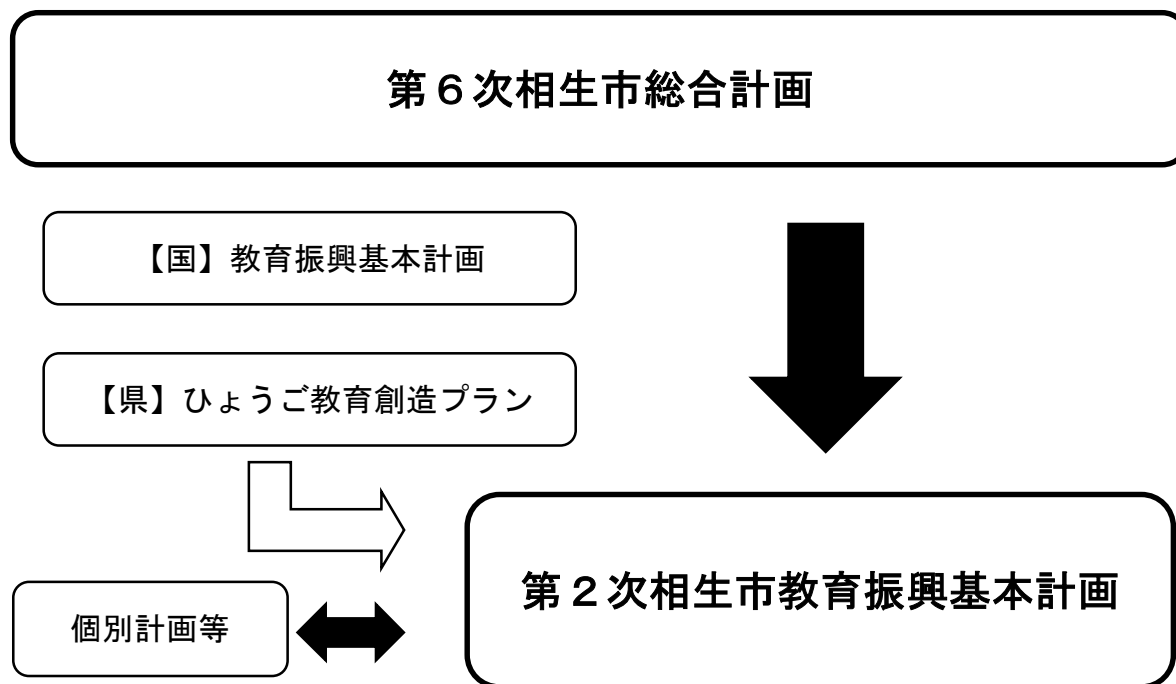 第６次相生市総合計画
【国】教育振興基本計画
【県】ひょうご教育創造プラン
第２次相生市教育振興基本計画
個別計画等